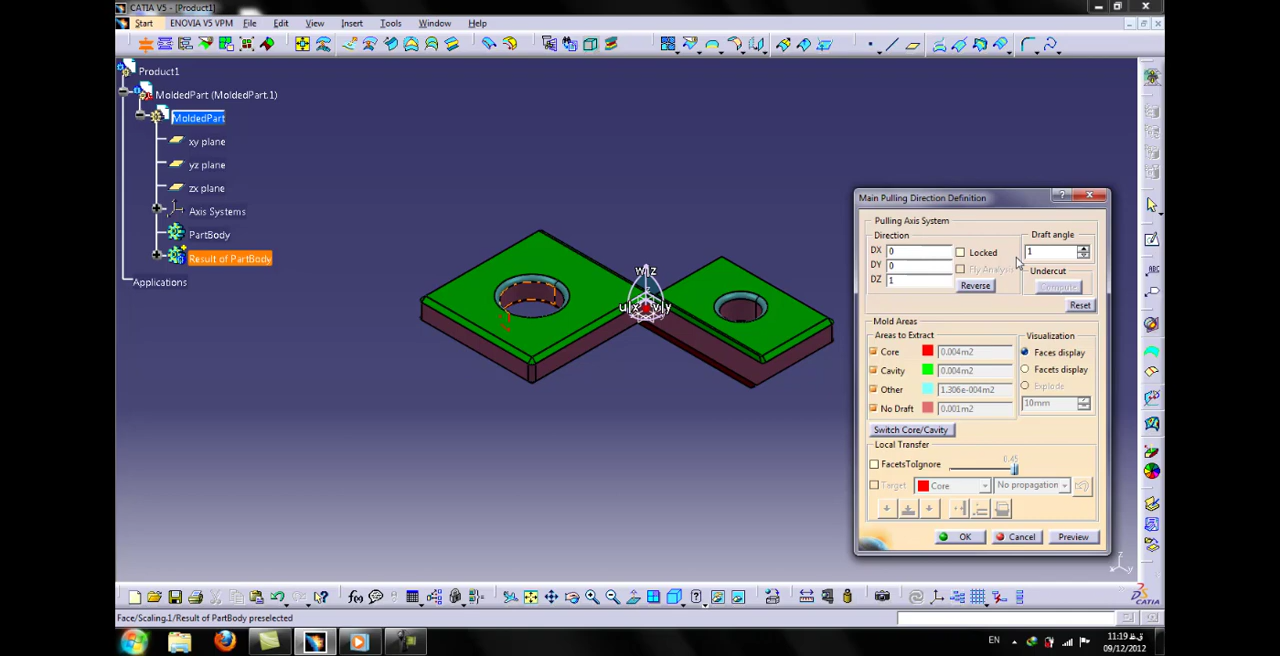 CATIA V5 - [Product1]
Start ENOVIA V5 VPM File Edit View Insert Tools Window Help
Product1
MoldedPart (MoldedPart.1)
MoldedPart
xy plane
yz plane
zx plane
Axis Systems
PartBody
Result of PartBody
Applications
w|z
u|x
v|y
Main Pulling Direction Definition
Pulling Axis System
Direction
DX 0
DY 0
DZ 1
Locked
Fly Analysis
Reverse
Draft angle
1
Undercut
Compute
Reset
Mold Areas
Areas to Extract
Core 0.004m2
Cavity 0.004m2
Other 1.306e-004m2
No Draft 0.001m2
Visualization
Faces display
Facets display
Explode
10mm
Switch Core/Cavity
Local Transfer
FacetsToIgnore 0.45
Target Core No propagation
OK Cancel Preview
z
y
CATIA
Face/Scaling.1/Result of PartBody preselected
EN
11:19 ق.ظ
09/12/2012